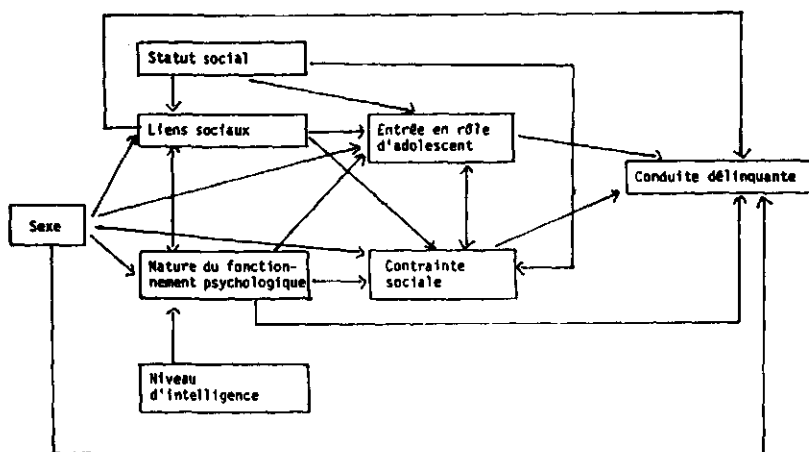 Statut social
Liens sociaux
Entrée en rôle
d'adolescent
Conduite délinquante
Sexe
Nature du fonction-
nement psychologique
Contrainte
sociale
Niveau
d'intelligence